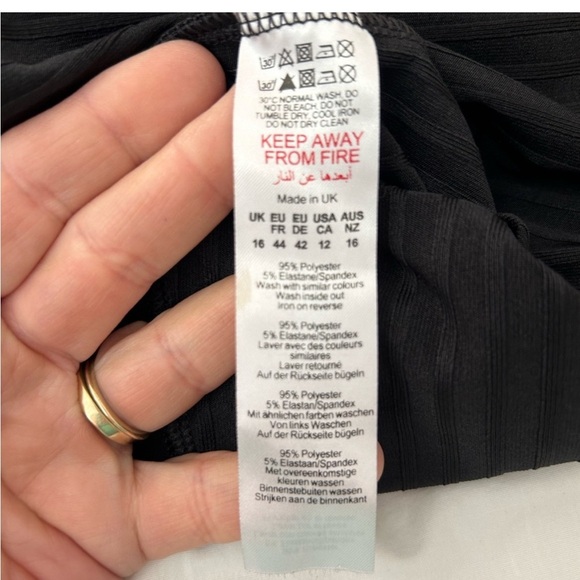 30°C NORMAL WASH, DO
NOT BLEACH, DO NOT
TUMBLE DRY, COOL IRON
DO NOT DRY CLEAN
KEEP AWAY
FROM FIRE
أبعدها عن النار
Made in UK
UK EU EU USA AUS
FR DE CA NZ
16 44 42 12 16
95% Polyester
5% Elastane/Spandex
Wash with similar colours
Wash inside out
Iron on reverse
95% Polyester
5% Elastane/Spandex
Laver avec des couleurs
similaires
Laver retourné
Auf der Rückseite bügeln
95% Polyester
5% Elastan/Spandex
Mit ähnlichen farben waschen
Von links Waschen
Auf der Rückseite bügeln
95% Polyester
5% Elastaan/Spandex
Met overeenkomstige
kleuren wassen
Binnenstebuiten wassen
Strijken aan de binnenkant